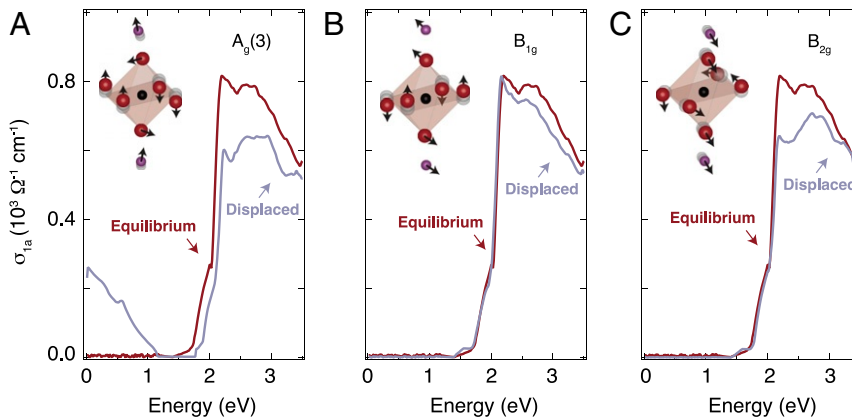 A
A_g(3)
0.8
0.4
0.0
σ_1a (10³ Ω⁻¹ cm⁻¹)
Equilibrium
Displaced
0 1 2 3
Energy (eV)
B
B_1g
Equilibrium
Displaced
0 1 2 3
Energy (eV)
C
B_2g
Equilibrium
Displaced
0 1 2 3
Energy (eV)